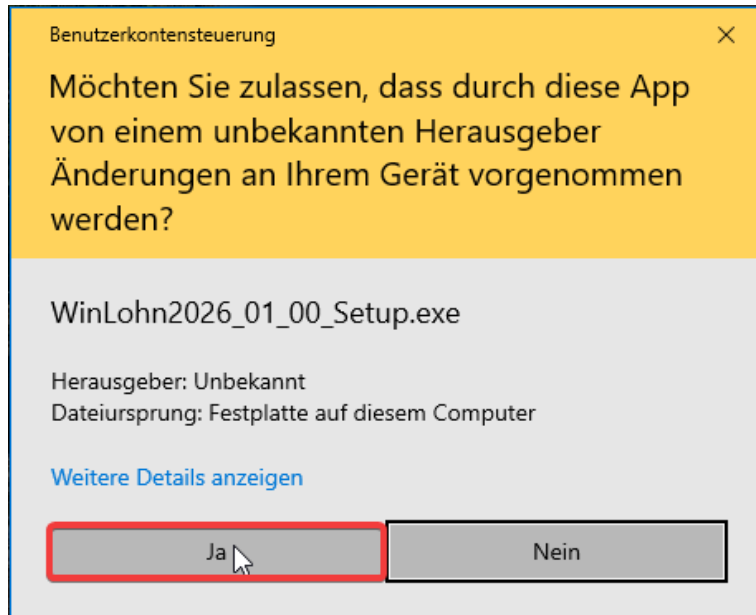 Benutzerkontensteuerung
Möchten Sie zulassen, dass durch diese App
von einem unbekannten Herausgeber
Änderungen an Ihrem Gerät vorgenommen
werden?
WinLohn2026_01_00_Setup.exe
Herausgeber: Unbekannt
Dateiursprung: Festplatte auf diesem Computer
Weitere Details anzeigen
Ja
Nein